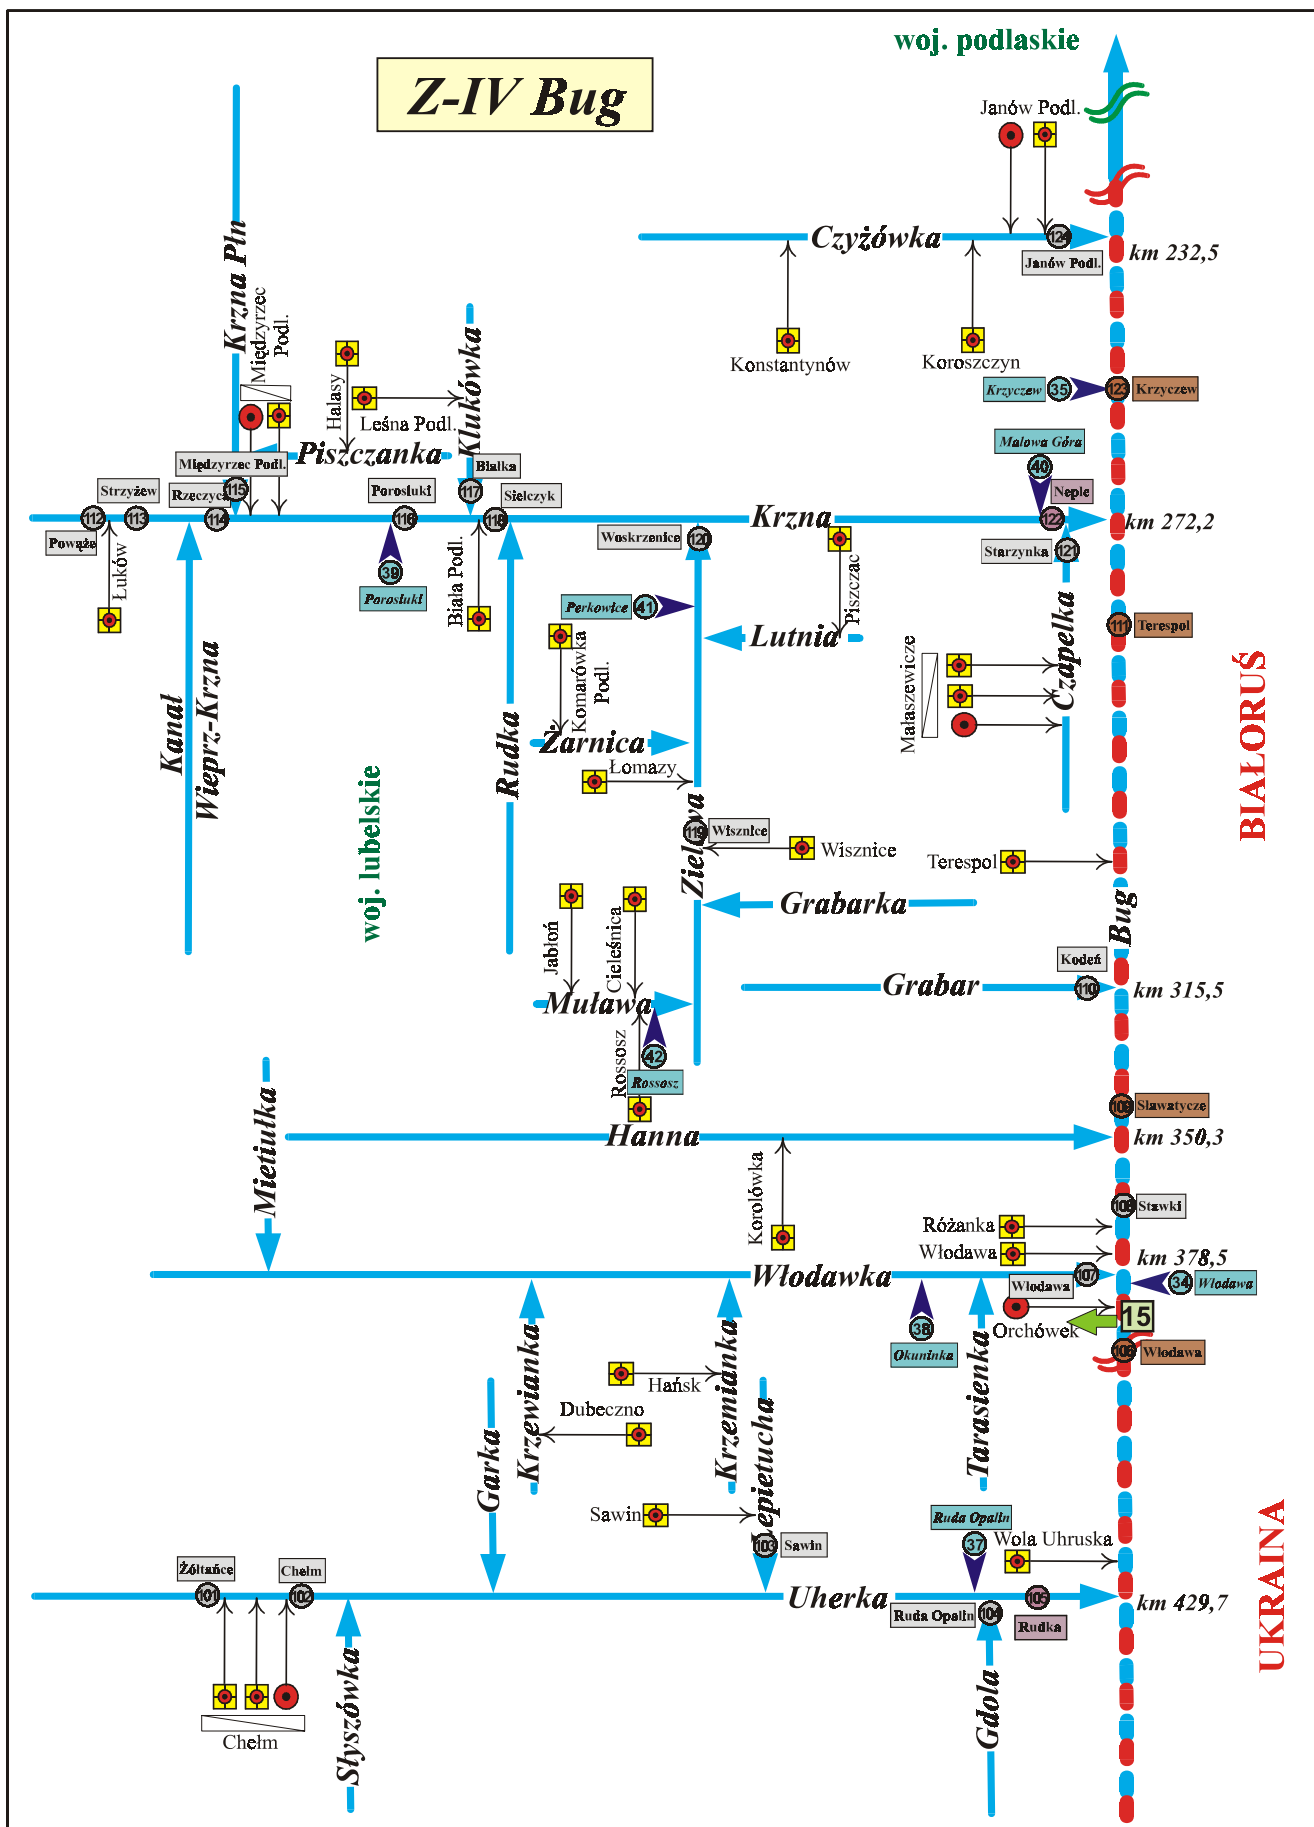 woj. podlaskie
Z-IV Bug
Janów Podl.
Czyżówka
124
Janów Podl.
km 232,5
Konstantynów
Koroszczyn
Krzna Płn
Międzyrzec
Podl.
Halasy
Leśna Podl.
Klukówka
Krzyczew
35
123
Krzyczew
Piszczanka
Międzyrzec Podl.
Białka
Małowa Góra
40
Neple
Strzyżew
Rzeczyca
115
Porosiuki
117
Sielczyk
112
113
114
116
118
Krzna
122
km 272,2
Powąże
Łuków
39
Porosiuki
Biała Podl.
Woskrzenice
120
Piszczac
Starzynka
121
Perkowice
41
Lutnia
111
Terespol
Komarówka
Podl.
Małaszewicze
Czapelka
Kanał
Wieprz-Krzna
Rudka
Żarnica
Łomazy
BIAŁORUŚ
woj. lubelskie
Zielawa
119
Wisznice
Wisznice
Terespol
Grabarka
Bug
Jabłoń
Cieleśnica
Kodeń
Grabar
110
km 315,5
Muława
Rossosz
42
Rossosz
109
Sławatycze
Hanna
km 350,3
Mietiułka
Korolówka
108
Stawki
Różanka
Włodawa
km 378,5
Włodawka
107
Włodawa
34
Włodawa
Orchówek
15
38
Okuninka
106
Włodawa
Krzewianka
Krzemianka
Tarasienka
Hańsk
Dubeczno
Garka
Łepietucha
Sawin
103
Sawin
Ruda Opalin
37
Wola Uhruska
UKRAINA
Żółtańce
101
Chełm
102
Uherka
105
km 429,7
Ruda Opalin
104
Rudka
Słyszówka
Gdola
Chełm